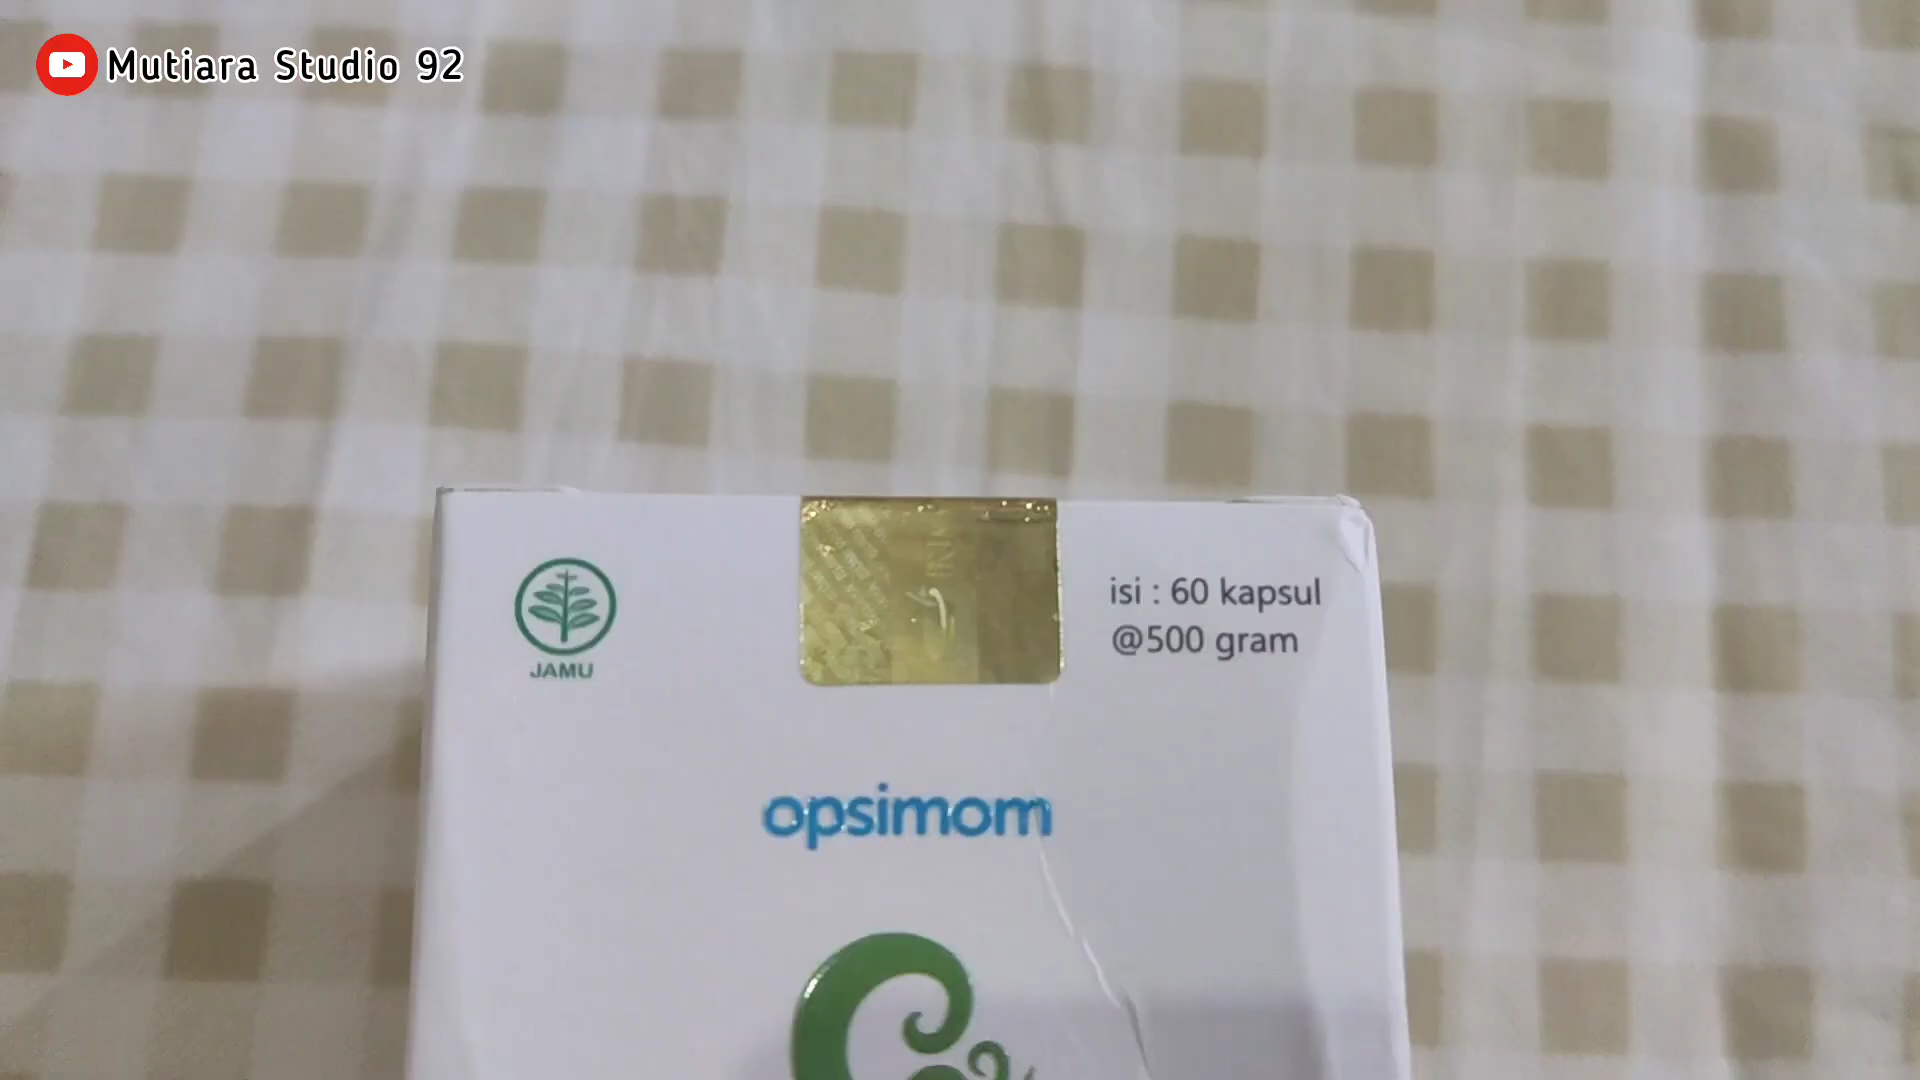 Mutiara Studio 92
isi : 60 kapsul
@500 gram
JAMU
opsimom